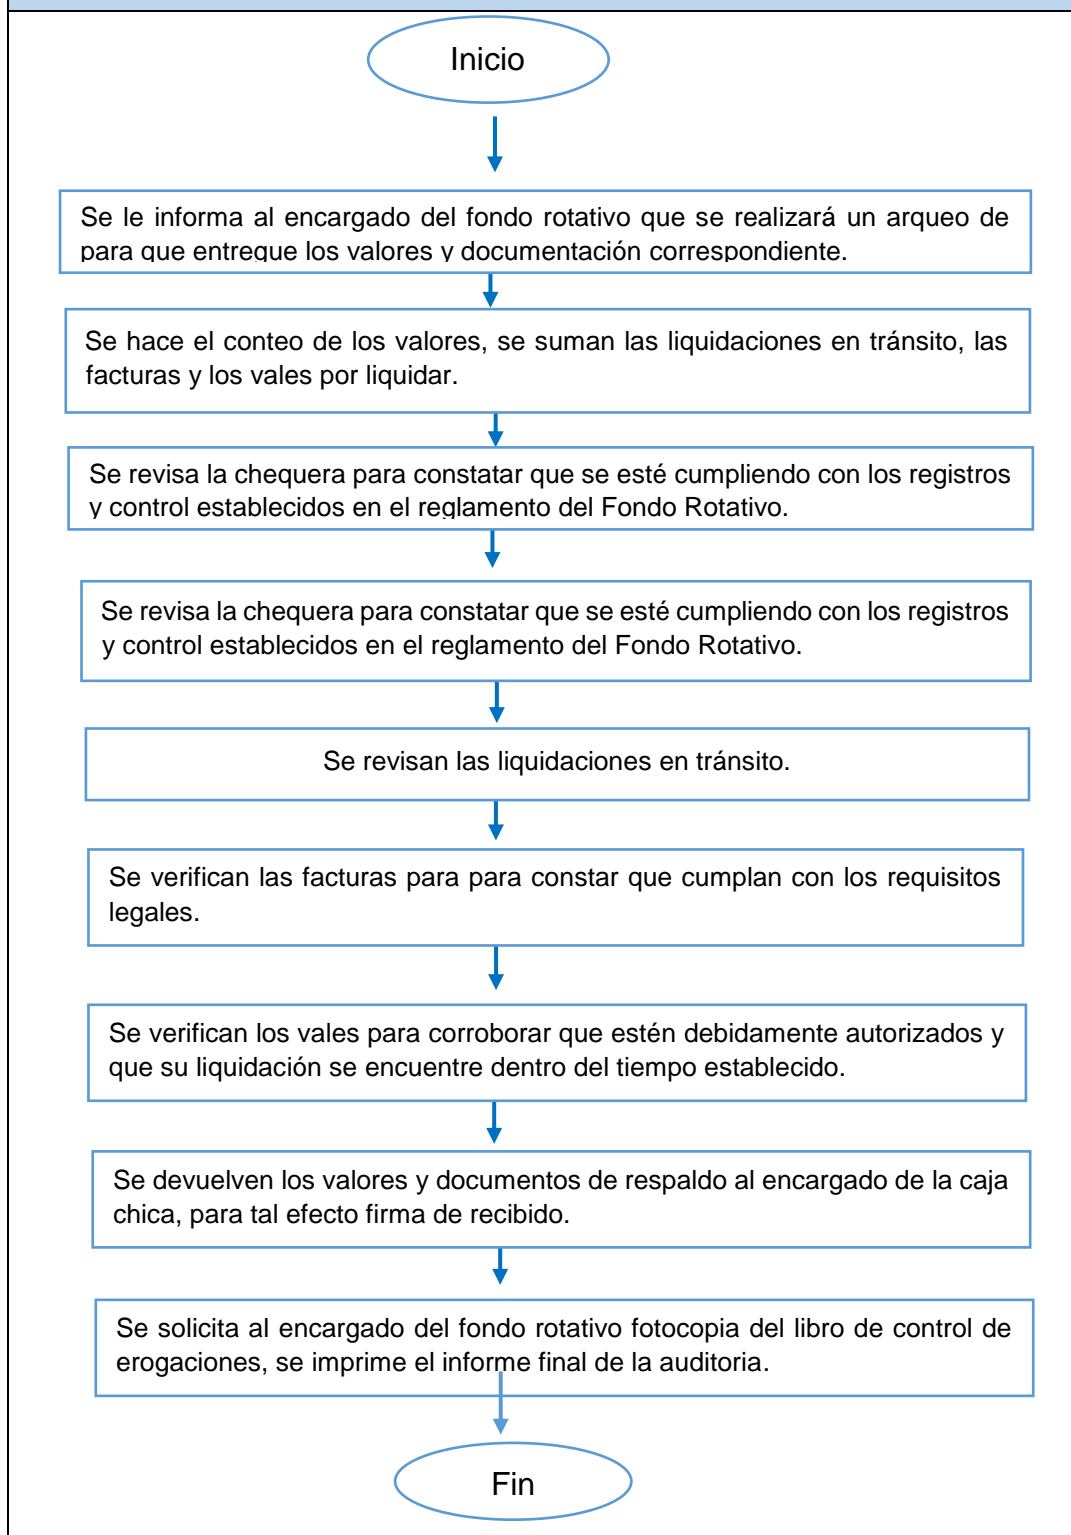 Inicio
Se le informa al encargado del fondo rotativo que se realizará un arqueo de
para que entregue los valores y documentación correspondiente.
Se hace el conteo de los valores, se suman las liquidaciones en tránsito, las
facturas y los vales por liquidar.
Se revisa la chequera para constatar que se esté cumpliendo con los registros
y control establecidos en el reglamento del Fondo Rotativo.
Se revisa la chequera para constatar que se esté cumpliendo con los registros
y control establecidos en el reglamento del Fondo Rotativo.
Se revisan las liquidaciones en tránsito.
Se verifican las facturas para para constar que cumplan con los requisitos
legales.
Se verifican los vales para corroborar que estén debidamente autorizados y
que su liquidación se encuentre dentro del tiempo establecido.
Se devuelven los valores y documentos de respaldo al encargado de la caja
chica, para tal efecto firma de recibido.
Se solicita al encargado del fondo rotativo fotocopia del libro de control de
erogaciones, se imprime el informe final de la auditoria.
Fin